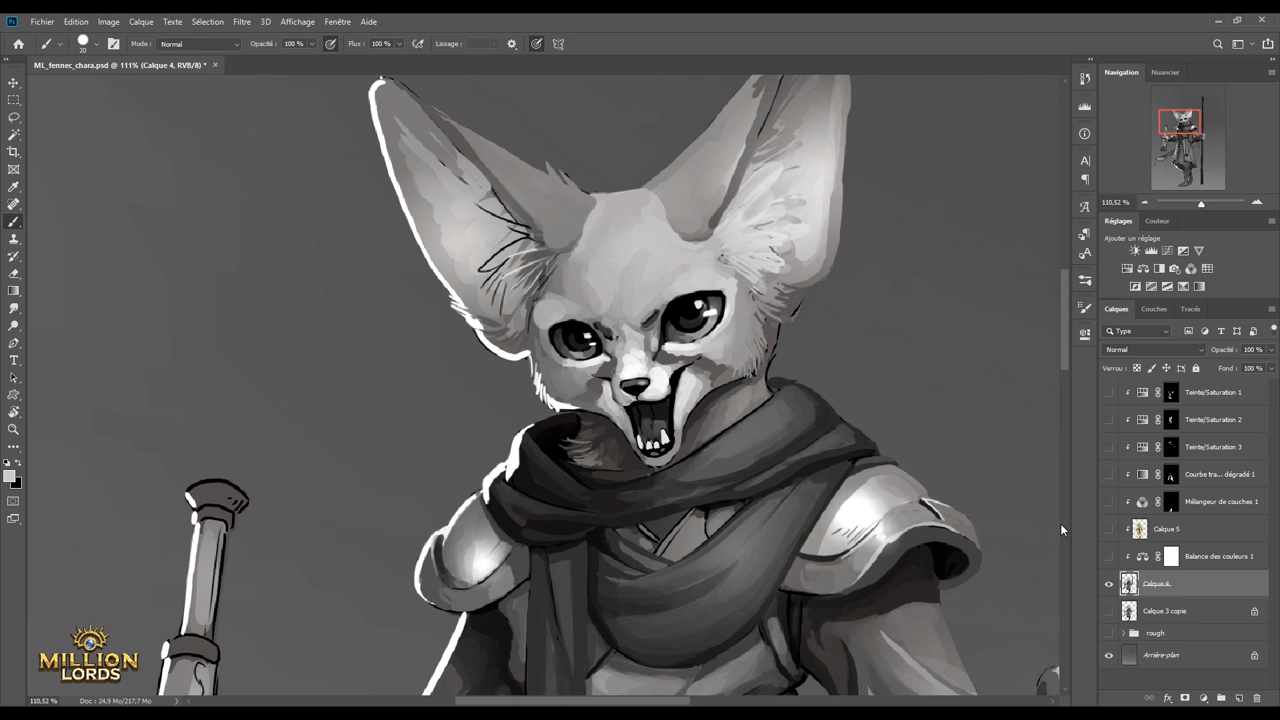 Ps Fichier Edition Image Calque Texte Sélection Filtre 3D Affichage Fenêtre Aide
20 Mode : Normal Opacité : 100 % Flux : 100 % Lissage :
ML_fennec_chara.psd @ 111% (Calque 4, RVB/8) * ×
Navigation Nuancier
110,52 %
Réglages Couleur
Ajouter un réglage
Calques Couches Tracés
Type
Normal Opacité : 100 %
Verrou : Fond : 100 %
Teinte/Saturation 1
Teinte/Saturation 2
Teinte/Saturation 3
Courbe tra... dégradé 1
Mélangeur de couches 1
Calque 5
Balance des couleurs 1
Calque 4
Calque 3 copie
rough
Arrière-plan
MILLION
LORDS
110,52 % Doc : 24,9 Mo/217,7 Mo